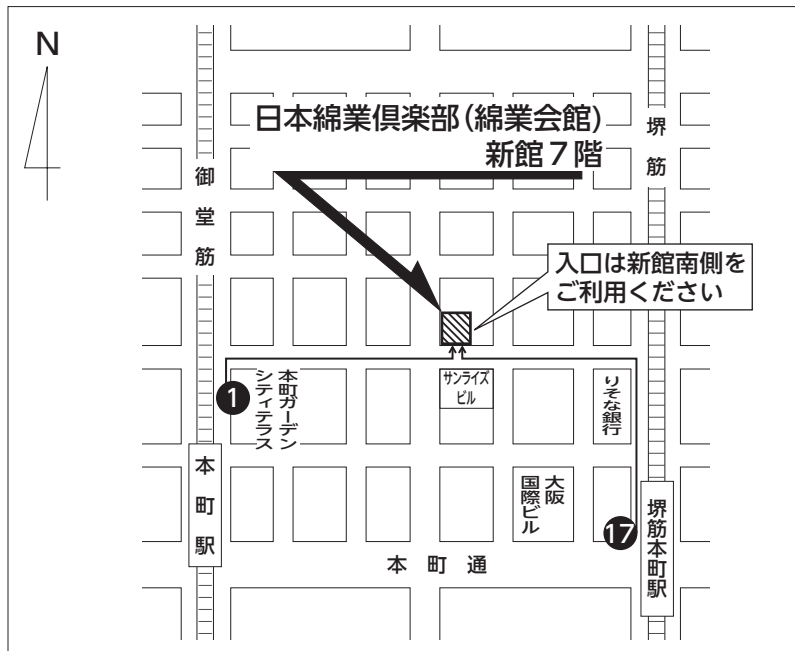 N
日本綿業倶楽部(綿業会館)
新館7階
御堂筋
堺筋
入口は新館南側を
ご利用ください
1
本町ガーデン
シティテラス
サンライズ
ビル
りそな銀行
本町駅
大阪
国際ビル
17
堺筋本町駅
本町通